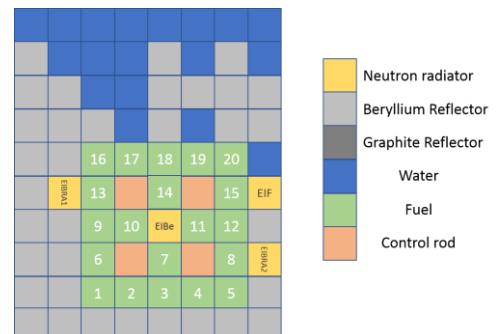 16 17 18 19 20
EIBRA1 13 14 15 EIF
9 10 EIBe 11 12
6 7 8 EIBRA2
1 2 3 4 5
Neutron radiator
Beryllium Reflector
Graphite Reflector
Water
Fuel
Control rod